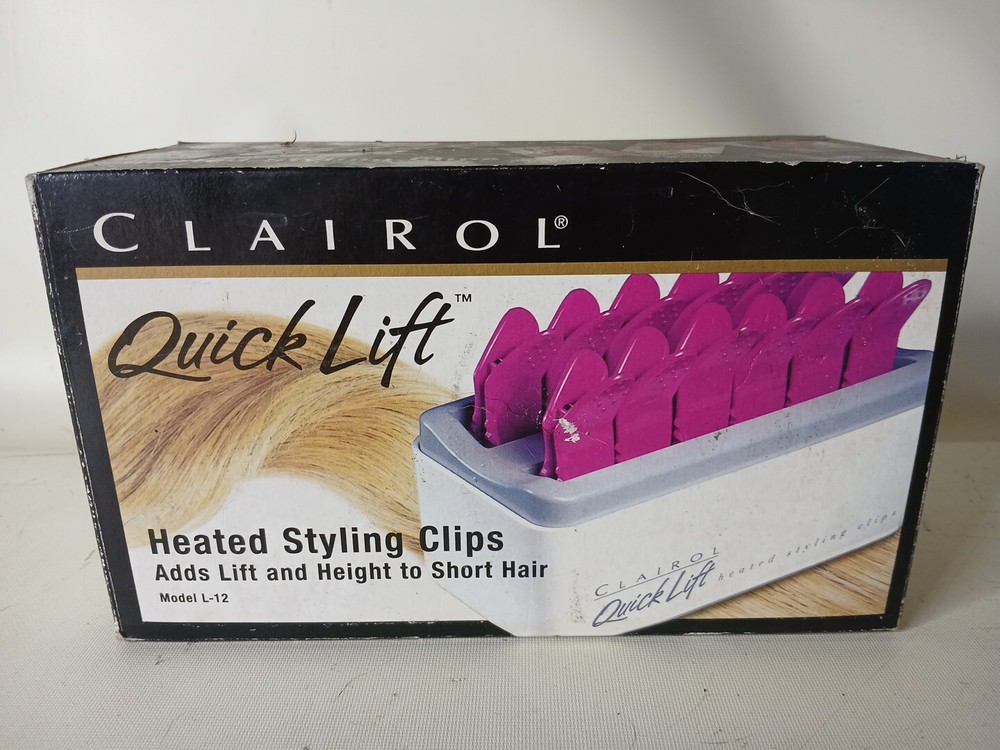 CLAIROL®
Quick Lift™
Heated Styling Clips
Adds Lift and Height to Short Hair
Model L-12
CLAIROL
Quick Lift heated styling clips